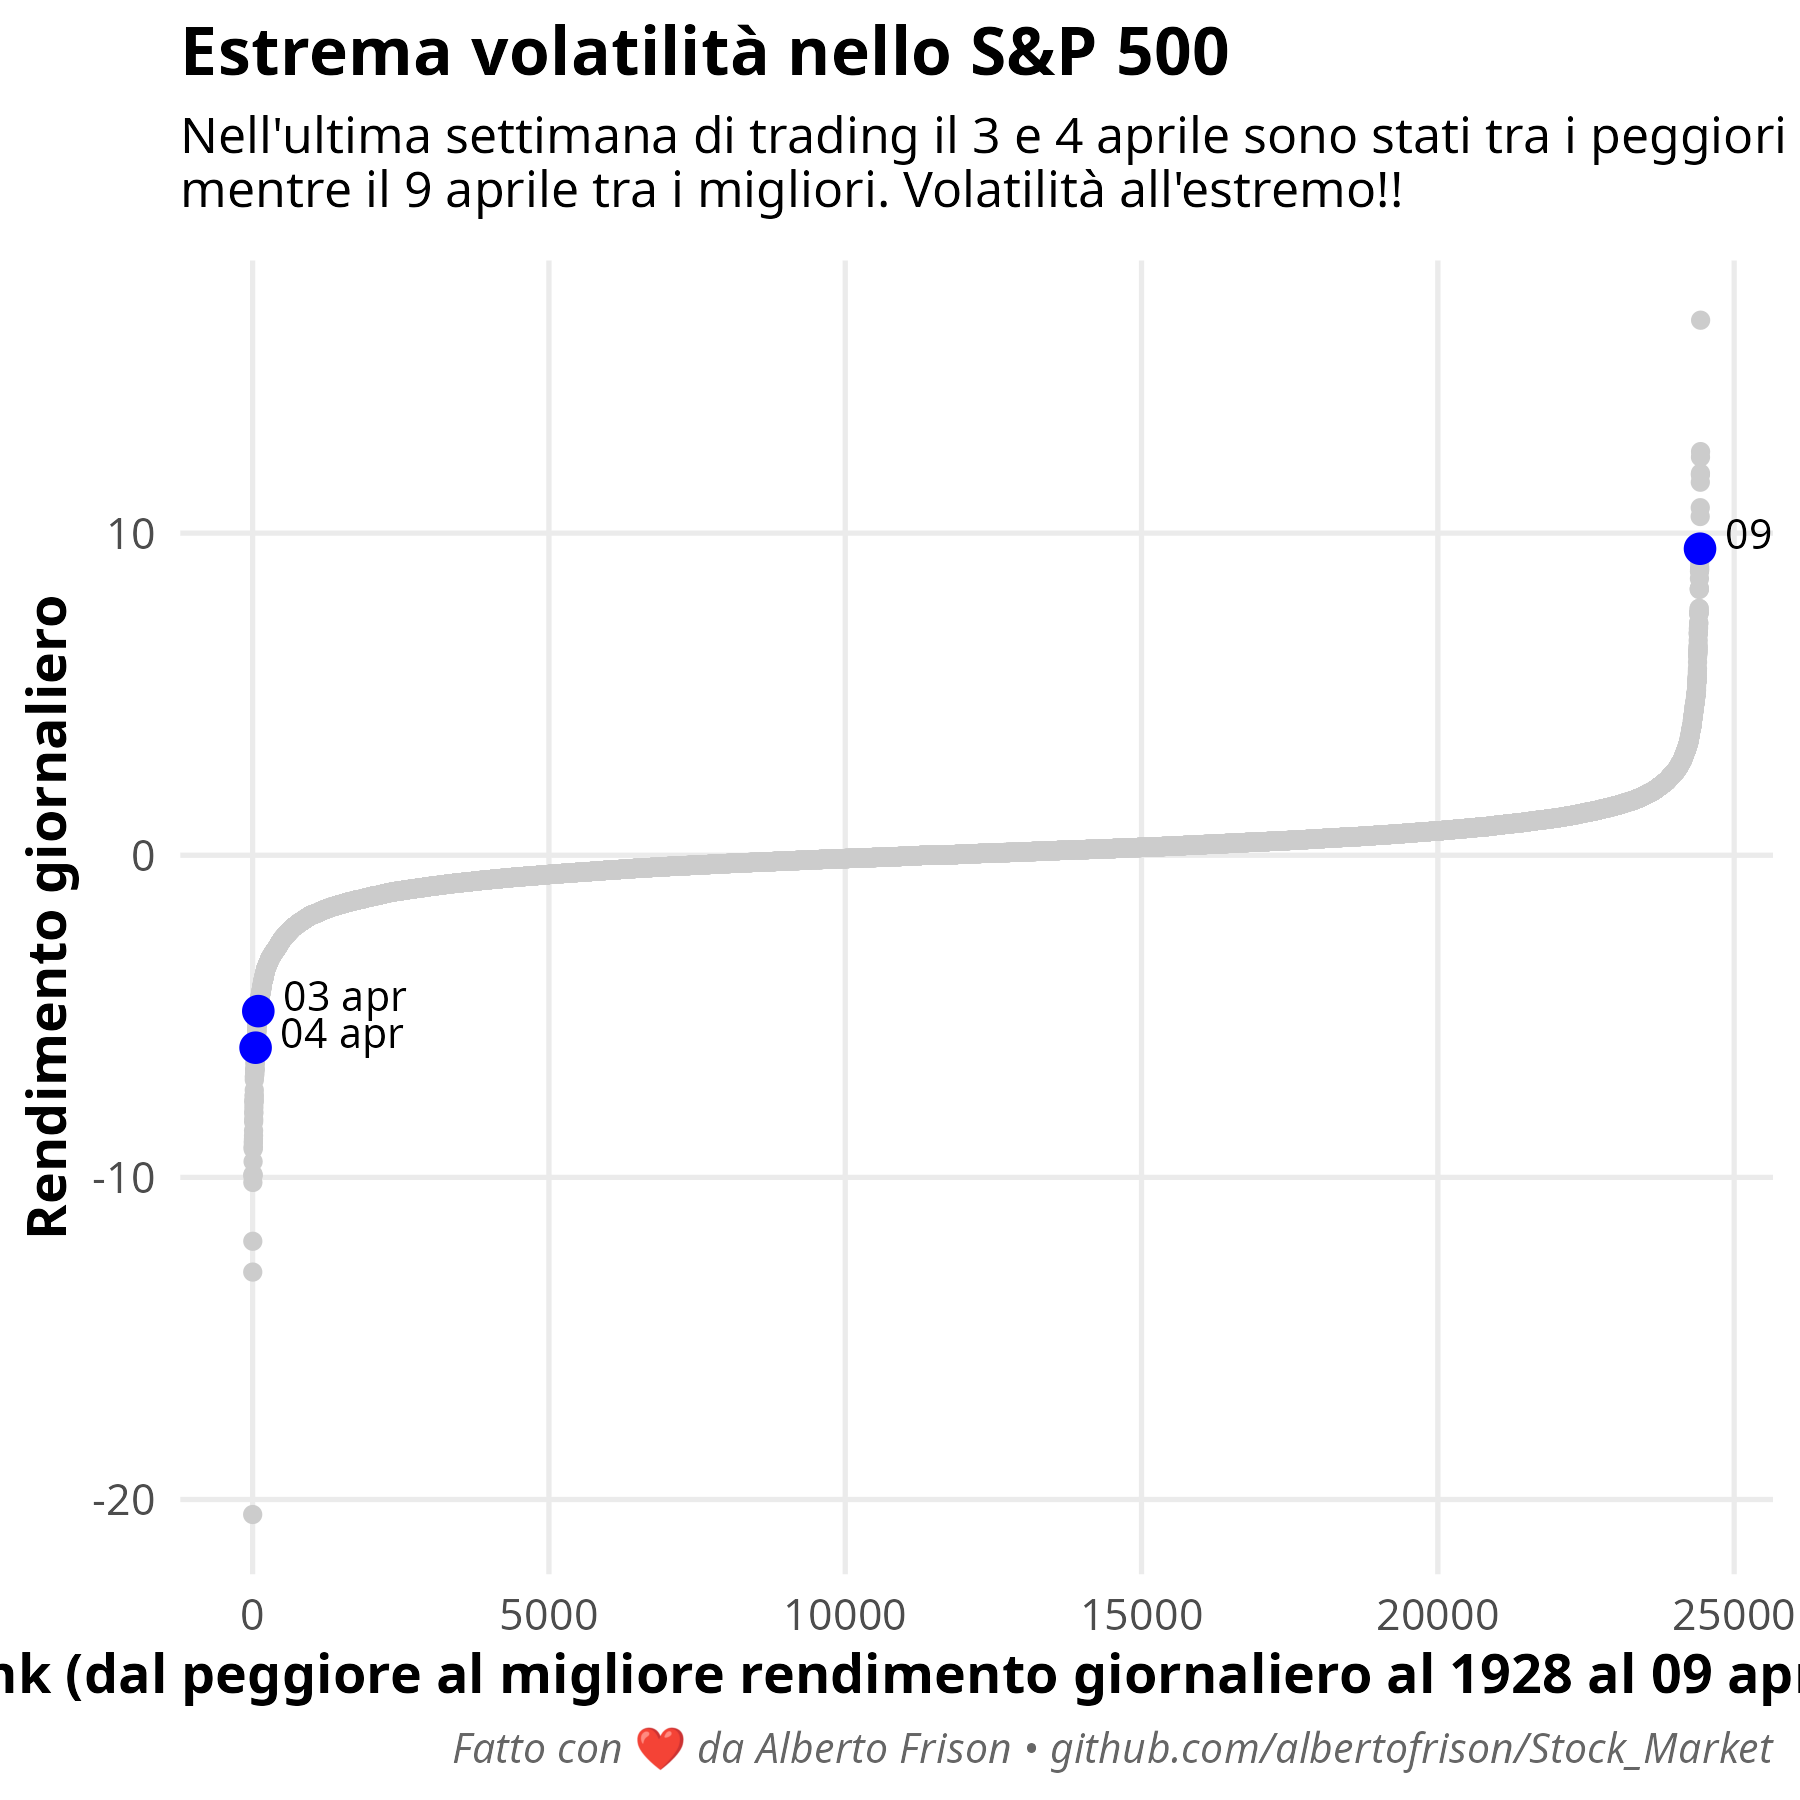 Estrema volatilità nello S&P 500
Nell'ultima settimana di trading il 3 e 4 aprile sono stati tra i peggiori
mentre il 9 aprile tra i migliori. Volatilità all'estremo!!
Rendimento giornaliero
10
0
-10
-20
09
03 apr
04 apr
0 5000 10000 15000 20000 25000
nk (dal peggiore al migliore rendimento giornaliero al 1928 al 09 apr
Fatto con ❤️ da Alberto Frison • github.com/albertofrison/Stock_Market